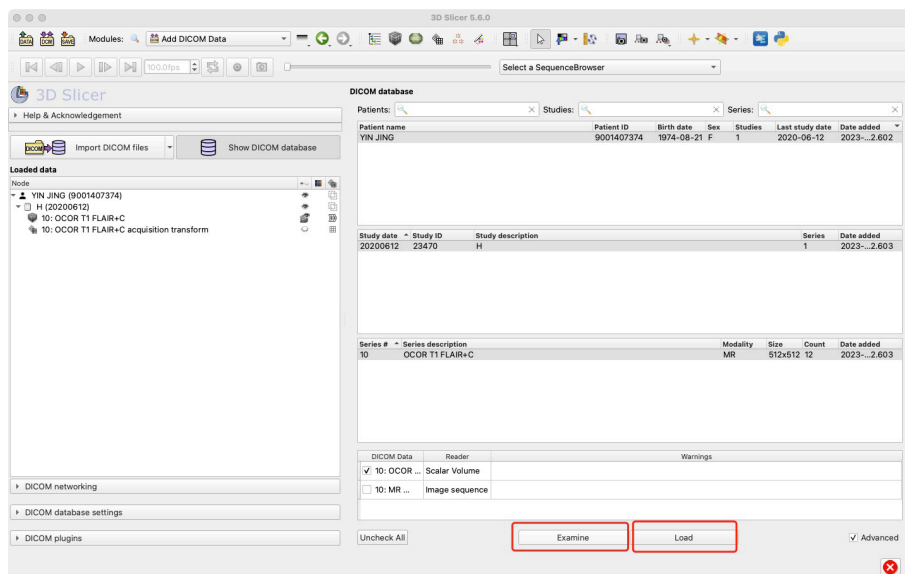 3D Slicer 5.6.0
DATA DCM SAVE Modules: Add DICOM Data
100.0fps Select a SequenceBrowser
3D Slicer
Help & Acknowledgement
DICOM Import DICOM files Show DICOM database
Loaded data
Node
YIN JING (9001407374)
H (20200612)
10: OCOR T1 FLAIR+C
10: OCOR T1 FLAIR+C acquisition transform
DICOM networking
DICOM database settings
DICOM plugins
DICOM database
Patients: Studies: Series:
Patient name Patient ID Birth date Sex Studies Last study date Date added
YIN JING 9001407374 1974-08-21 F 1 2020-06-12 2023-...2.602
Study date Study ID Study description Series Date added
20200612 23470 H 1 2023-...2.603
Series # Series description Modality Size Count Date added
10 OCOR T1 FLAIR+C MR 512x512 12 2023-...2.603
DICOM Data Reader Warnings
10: OCOR ... Scalar Volume
10: MR ... Image sequence
Uncheck All Examine Load Advanced